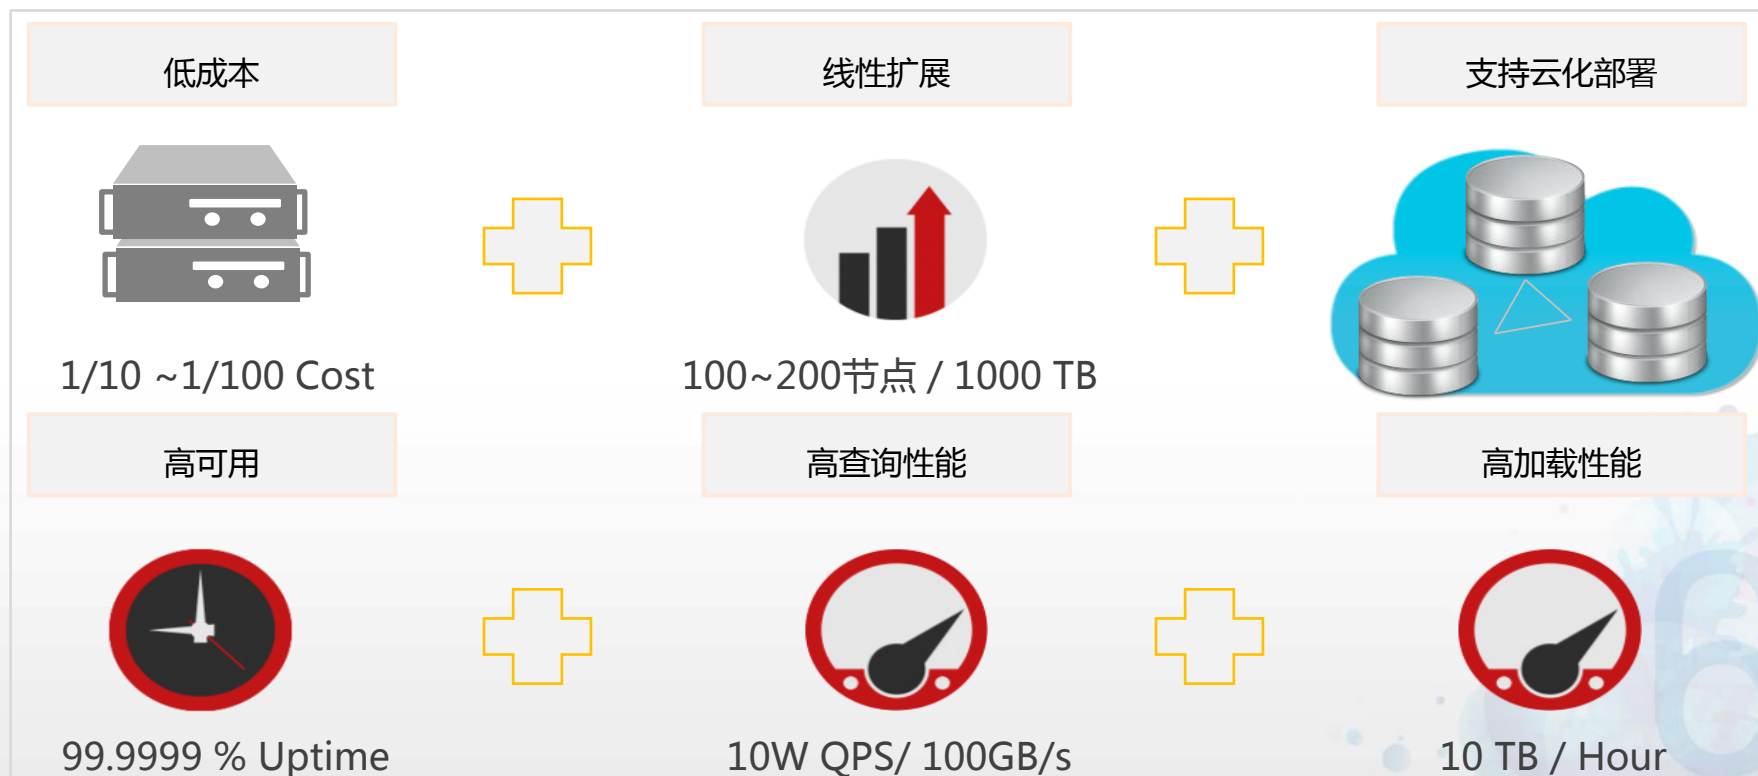 低成本
线性扩展
支持云化部署
1/10 ~1/100 Cost
100~200节点 / 1000 TB
高可用
高查询性能
高加载性能
99.9999 % Uptime
10W QPS/ 100GB/s
10 TB / Hour